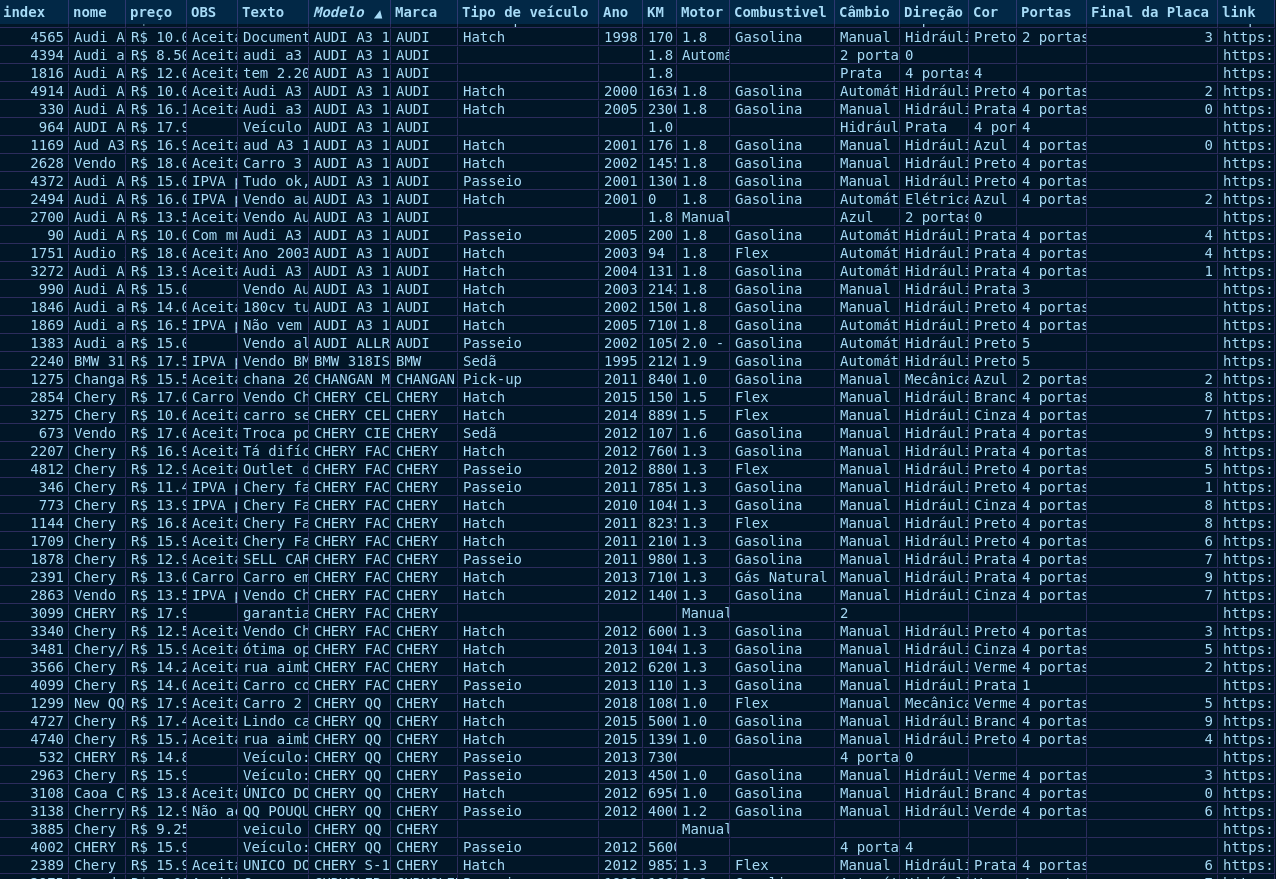 index nome preço OBS Texto Modelo ▲ Marca Tipo de veículo Ano KM Motor Combustivel Câmbio Direção Cor Portas Final da Placa link
4565 Audi A R$ 10.0 Aceita Document AUDI A3 1 AUDI Hatch 1998 170 1.8 Gasolina Manual Hidráuli Preto 2 portas 3 https:
4394 Audi a R$ 8.50 Aceita audi a3 AUDI A3 1 AUDI 1.8 Automá 2 porta 0 https:
1816 Audi A R$ 12.0 Aceita tem 2.20 AUDI A3 1 AUDI 1.8 Prata 4 portas 4 https:
4914 Audi A R$ 10.0 Aceita Audi A3 AUDI A3 1 AUDI Hatch 2000 1636 1.8 Gasolina Automát Hidráuli Preto 4 portas 2 https:
330 Audi A R$ 16.1 Aceita Audi a3 AUDI A3 1 AUDI Hatch 2005 2300 1.8 Gasolina Manual Hidráuli Prata 4 portas 0 https:
964 AUDI A R$ 17.9 Veículo AUDI A3 1 AUDI 1.0 Hidrául Prata 4 por 4 https:
1169 Aud A3 R$ 16.9 Aceita aud A3 1 AUDI A3 1 AUDI Hatch 2001 176 1.8 Gasolina Manual Hidráuli Azul 4 portas 0 https:
2628 Vendo R$ 18.0 Aceita Carro 3 AUDI A3 1 AUDI Hatch 2002 1455 1.8 Gasolina Manual Hidráuli Preto 4 portas https:
4372 Audi A R$ 15.0 IPVA p Tudo ok, AUDI A3 1 AUDI Passeio 2001 1300 1.8 Gasolina Manual Hidráuli Preto 4 portas https:
2494 Audi A R$ 16.0 IPVA p Vendo au AUDI A3 1 AUDI Hatch 2001 0 1.8 Gasolina Automát Elétrica Azul 4 portas 2 https:
2700 Audi A R$ 13.5 Aceita Vendo Au AUDI A3 1 AUDI 1.8 Manual Azul 2 portas 0 https:
90 Audi A R$ 10.0 Com mu Audi A3 AUDI A3 1 AUDI Passeio 2005 200 1.8 Gasolina Automát Hidráuli Prata 4 portas 4 https:
1751 Audio R$ 18.0 Aceita Ano 2003 AUDI A3 1 AUDI Hatch 2003 94 1.8 Flex Automát Hidráuli Prata 4 portas 4 https:
3272 Audi A R$ 13.9 Aceita Audi A3 AUDI A3 1 AUDI Hatch 2004 131 1.8 Gasolina Automát Hidráuli Prata 4 portas 1 https:
990 Audi A R$ 15.0 Vendo Au AUDI A3 1 AUDI Hatch 2003 2143 1.8 Gasolina Manual Hidráuli Prata 3 https:
1846 Audi a R$ 14.0 Aceita 180cv tu AUDI A3 1 AUDI Hatch 2002 1500 1.8 Gasolina Manual Hidráuli Preto 4 portas https:
1869 Audi a R$ 16.5 IPVA p Não vem AUDI A3 1 AUDI Hatch 2005 7100 1.8 Gasolina Automát Hidráuli Prata 4 portas https:
1383 Audi a R$ 15.0 Vendo al AUDI ALLR AUDI Passeio 2002 1050 2.0 - Gasolina Automát Hidráuli Preto 5 https:
2240 BMW 31 R$ 17.5 IPVA p Vendo BM BMW 318IS BMW Sedã 1995 2120 1.9 Gasolina Automát Hidráuli Preto 5 https:
1275 Changa R$ 15.5 Aceita chana 20 CHANGAN M CHANGAN Pick-up 2011 8400 1.0 Gasolina Manual Mecânica Azul 2 portas 2 https:
2854 Chery R$ 17.0 Carro Vendo Ch CHERY CEL CHERY Hatch 2015 150 1.5 Flex Manual Hidráuli Branc 4 portas 8 https:
3275 Chery R$ 10.6 Aceita carro se CHERY CEL CHERY Hatch 2014 8890 1.5 Flex Manual Hidráuli Cinza 4 portas 7 https:
673 Vendo R$ 17.0 Aceita Troca po CHERY CIE CHERY Sedã 2012 107 1.6 Gasolina Manual Hidráuli Prata 4 portas 9 https:
2207 Chery R$ 16.9 Aceita Tá difíc CHERY FAC CHERY Hatch 2012 7600 1.3 Gasolina Manual Hidráuli Prata 4 portas 8 https:
4812 Chery R$ 12.9 Aceita Outlet d CHERY FAC CHERY Passeio 2012 8800 1.3 Flex Manual Hidráuli Preto 4 portas 5 https:
346 Chery R$ 11.4 IPVA p Chery fa CHERY FAC CHERY Passeio 2011 7850 1.3 Gasolina Manual Hidráuli Prata 4 portas 1 https:
773 Chery R$ 13.9 IPVA p Chery Fa CHERY FAC CHERY Hatch 2010 1040 1.3 Gasolina Manual Hidráuli Cinza 4 portas 8 https:
1144 Chery R$ 16.8 Aceita Chery Fa CHERY FAC CHERY Hatch 2011 8235 1.3 Flex Manual Hidráuli Preto 4 portas 8 https:
1709 Chery R$ 15.9 Aceita Chery Fa CHERY FAC CHERY Hatch 2011 2100 1.3 Gasolina Manual Hidráuli Preto 4 portas 6 https:
1878 Chery R$ 12.9 Aceita SELL CAR CHERY FAC CHERY Passeio 2011 9800 1.3 Gasolina Manual Hidráuli Prata 4 portas 7 https:
2391 Chery R$ 13.0 Carro Carro em CHERY FAC CHERY Hatch 2013 7100 1.3 Gás Natural Manual Hidráuli Prata 4 portas 9 https:
2863 Vendo R$ 13.5 IPVA p Vendo Ch CHERY FAC CHERY Hatch 2012 1400 1.3 Gasolina Manual Hidráuli Cinza 4 portas 7 https:
3099 CHERY R$ 17.9 garantia CHERY FAC CHERY Manual 2 https:
3340 Chery R$ 12.5 Aceita Vendo Ch CHERY FAC CHERY Hatch 2012 6000 1.3 Gasolina Manual Hidráuli Preto 4 portas 3 https:
3481 Chery/ R$ 15.9 Aceita ótima op CHERY FAC CHERY Hatch 2013 1040 1.3 Gasolina Manual Hidráuli Cinza 4 portas 5 https:
3566 Chery R$ 14.2 Aceita rua aimb CHERY FAC CHERY Hatch 2012 6200 1.3 Gasolina Manual Hidráuli Verme 4 portas 2 https:
4099 Chery R$ 14.0 Aceita Carro co CHERY FAC CHERY Passeio 2013 110 1.3 Gasolina Manual Hidráuli Prata 1 https:
1299 New QQ R$ 17.9 Aceita Carro 2 CHERY QQ CHERY Hatch 2018 1080 1.0 Flex Manual Mecânica Verme 4 portas 5 https:
4727 Chery R$ 17.4 Aceita Lindo ca CHERY QQ CHERY Hatch 2015 5000 1.0 Gasolina Manual Hidráuli Branc 4 portas 9 https:
4740 Chery R$ 15.7 Aceita rua aimb CHERY QQ CHERY Hatch 2015 1390 1.0 Gasolina Manual Hidráuli Preto 4 portas 4 https:
532 CHERY R$ 14.8 Veículo: CHERY QQ CHERY Passeio 2013 7300 4 porta 0 https:
2963 Chery R$ 15.9 Veículo: CHERY QQ CHERY Passeio 2013 4500 1.0 Gasolina Manual Hidráuli Verme 4 portas 3 https:
3108 Caoa C R$ 13.8 Aceita ÚNICO DO CHERY QQ CHERY Hatch 2012 6956 1.0 Gasolina Manual Hidráuli Branc 4 portas 0 https:
3138 Cherry R$ 12.9 Não ac QQ POUQU CHERY QQ CHERY Passeio 2012 4000 1.2 Gasolina Manual Hidráuli Verde 4 portas 6 https:
3885 Chery R$ 9.25 veiculo CHERY QQ CHERY Manual https:
4002 CHERY R$ 15.9 Veículo: CHERY QQ CHERY Passeio 2012 5600 4 porta 4 https:
2389 Chery R$ 15.9 Aceita UNICO DO CHERY S-1 CHERY Hatch 2012 9852 1.3 Flex Manual Hidráuli Prata 4 portas 6 https: